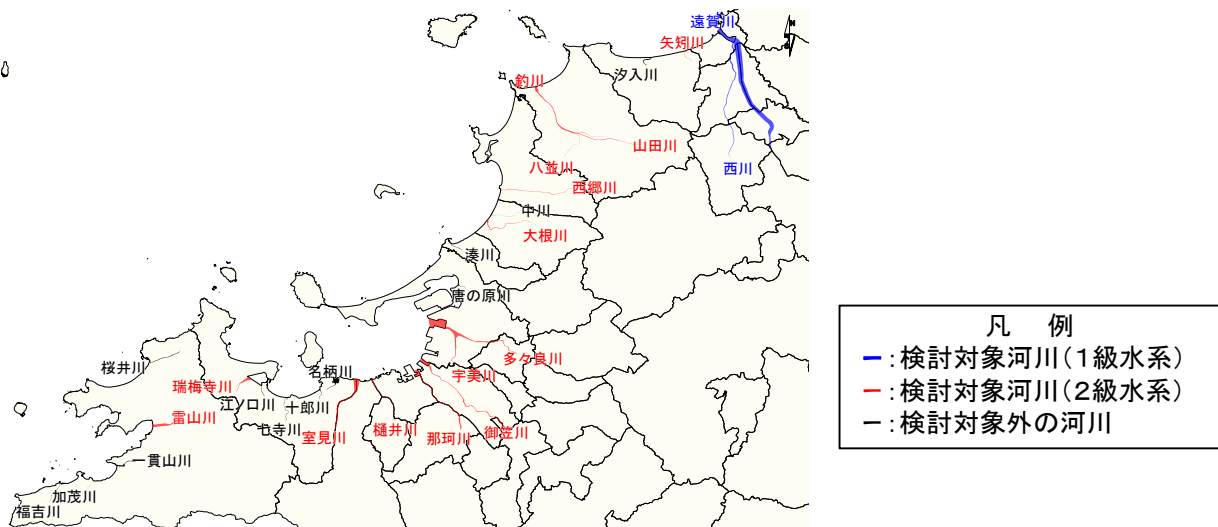 遠賀川
矢矧川
汐入川
釣川
山田川
八並川
西川
西郷川
中川
大根川
湊川
唐の原川
多々良川
桜井川
名柄川
宇美川
瑞梅寺川
江ノ口川
十郎川
雷山川
七寺川
室見川
樋井川
那珂川
御笠川
一貫山川
加茂川
福吉川
凡 例
━:検討対象河川(1級水系)
━:検討対象河川(2級水系)
━:検討対象外の河川